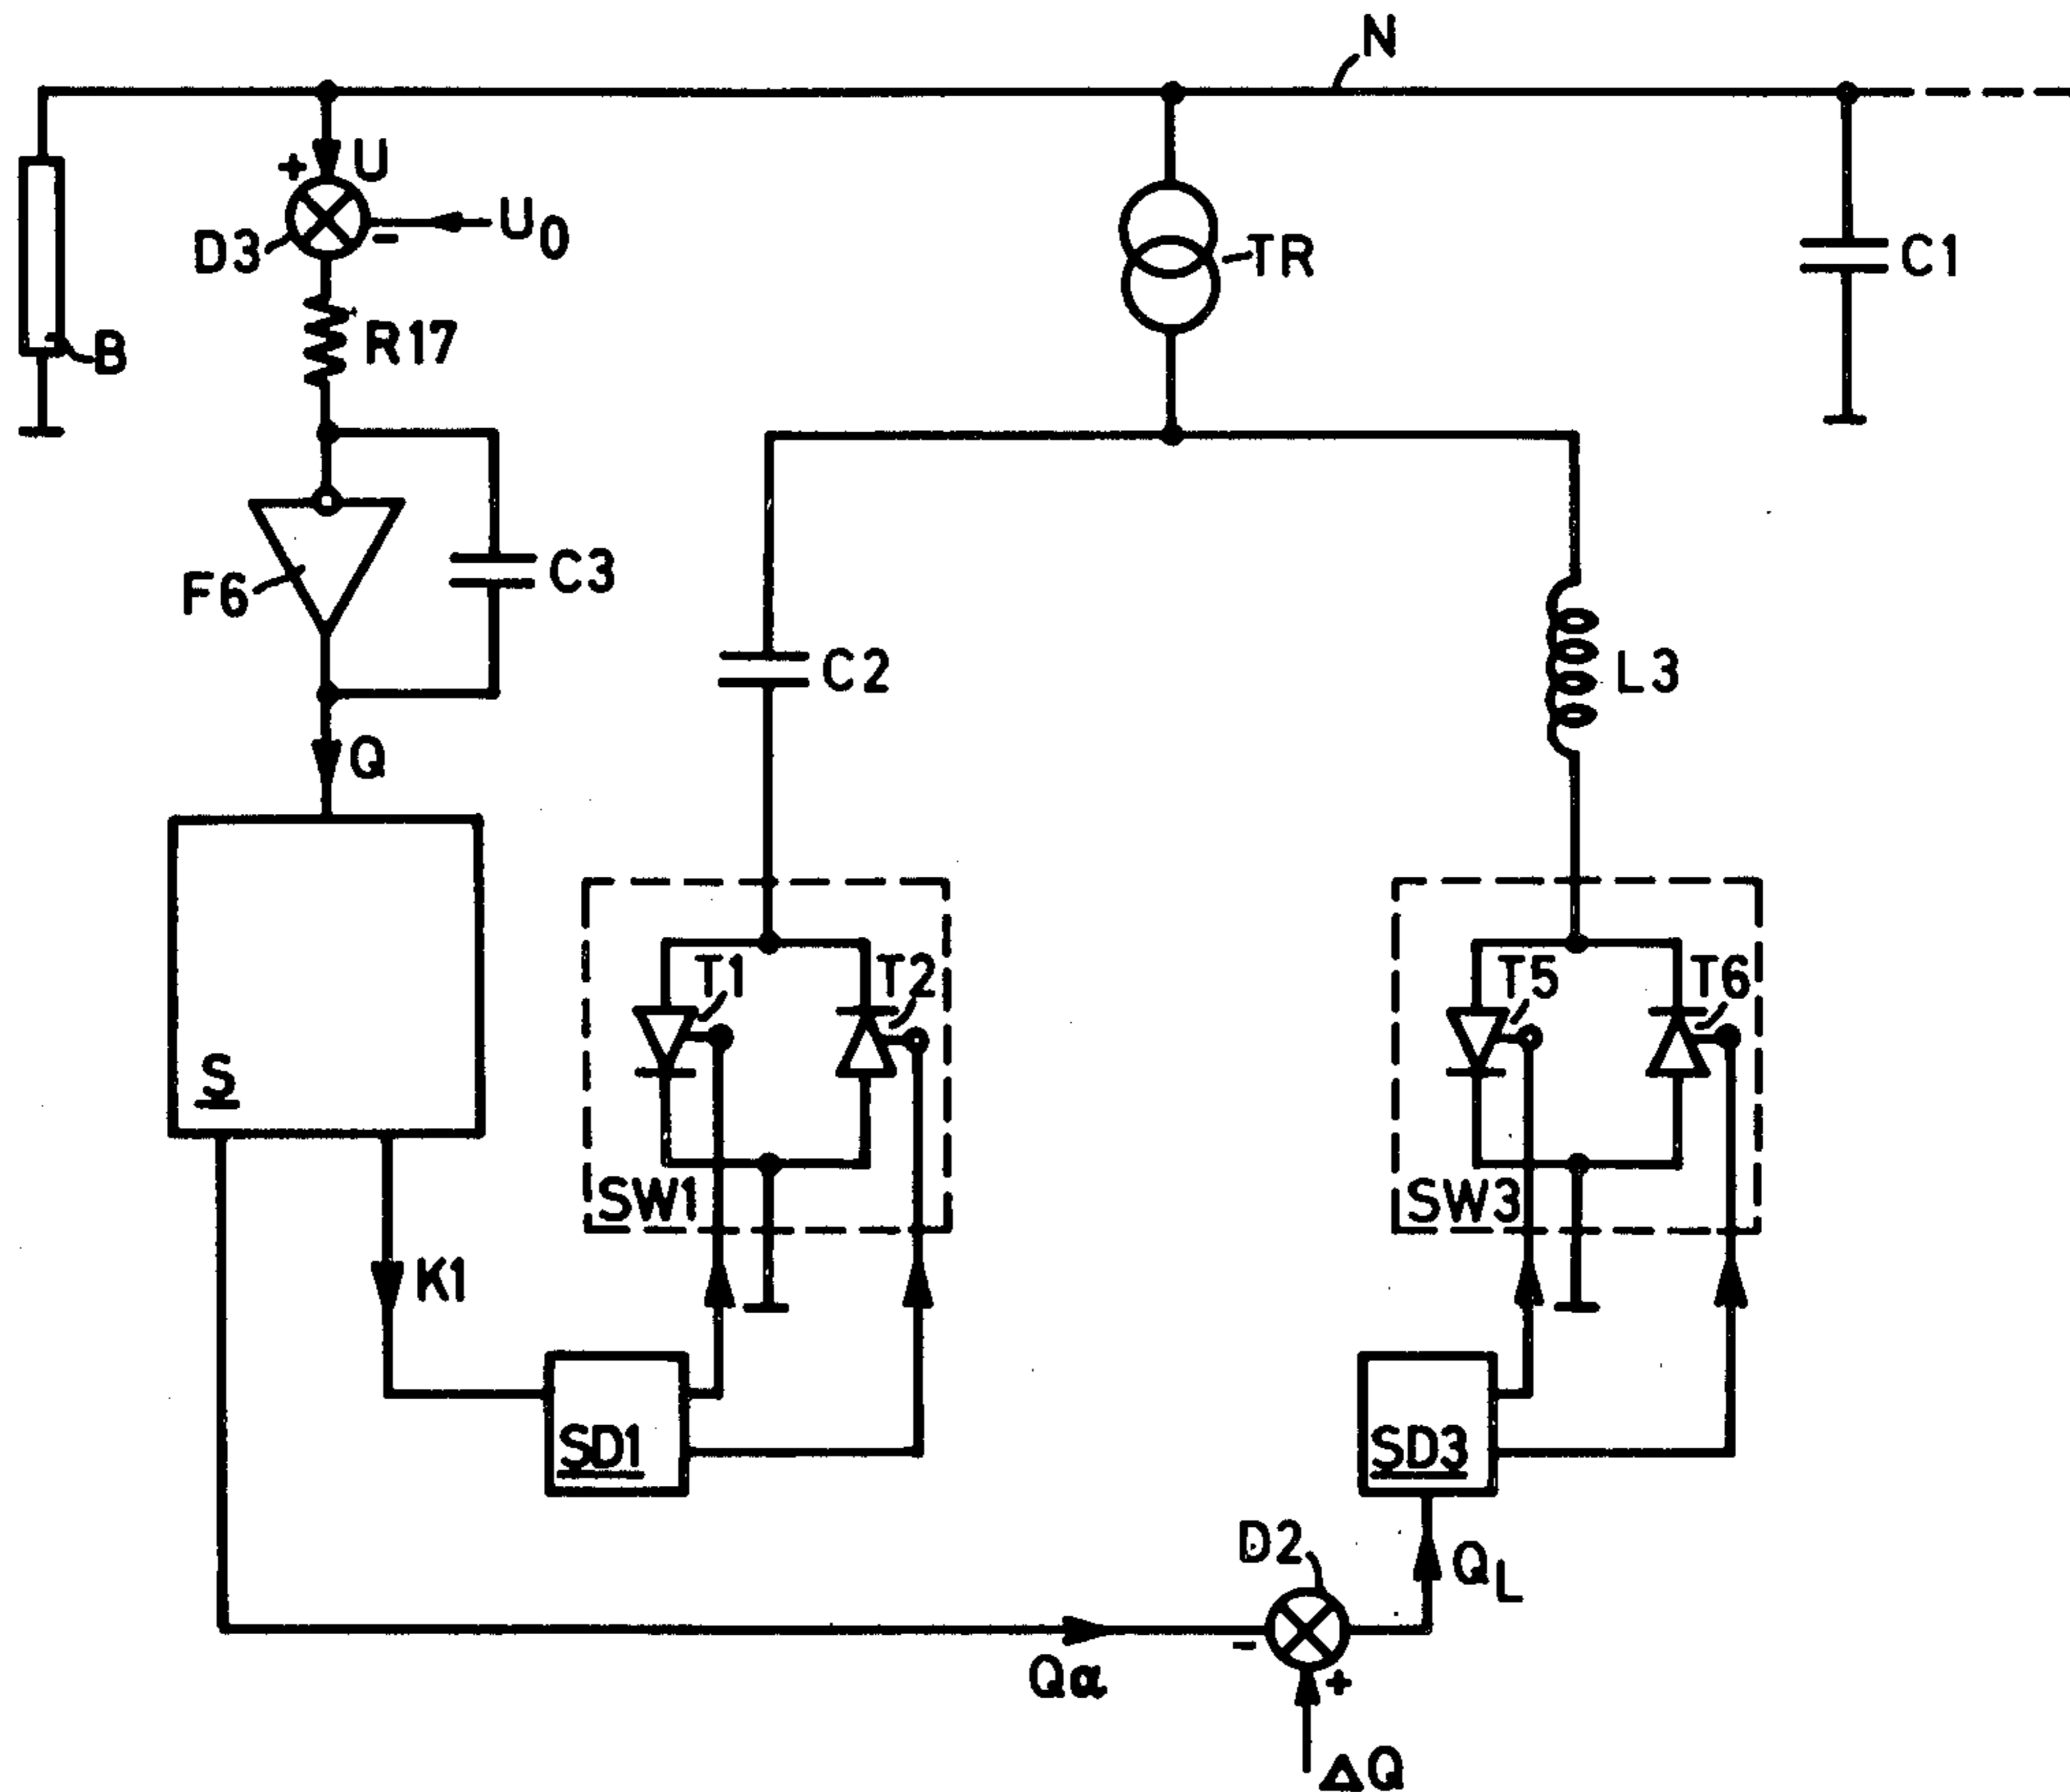 N
+ U
D3 - U0
TR
C1
R17
B
F6
C3
C2
L3
Q
T1 T2
T5 T6
S
SW1
SW3
K1
SD1
SD3
D2
QL
-
Qα
+
ΔQ